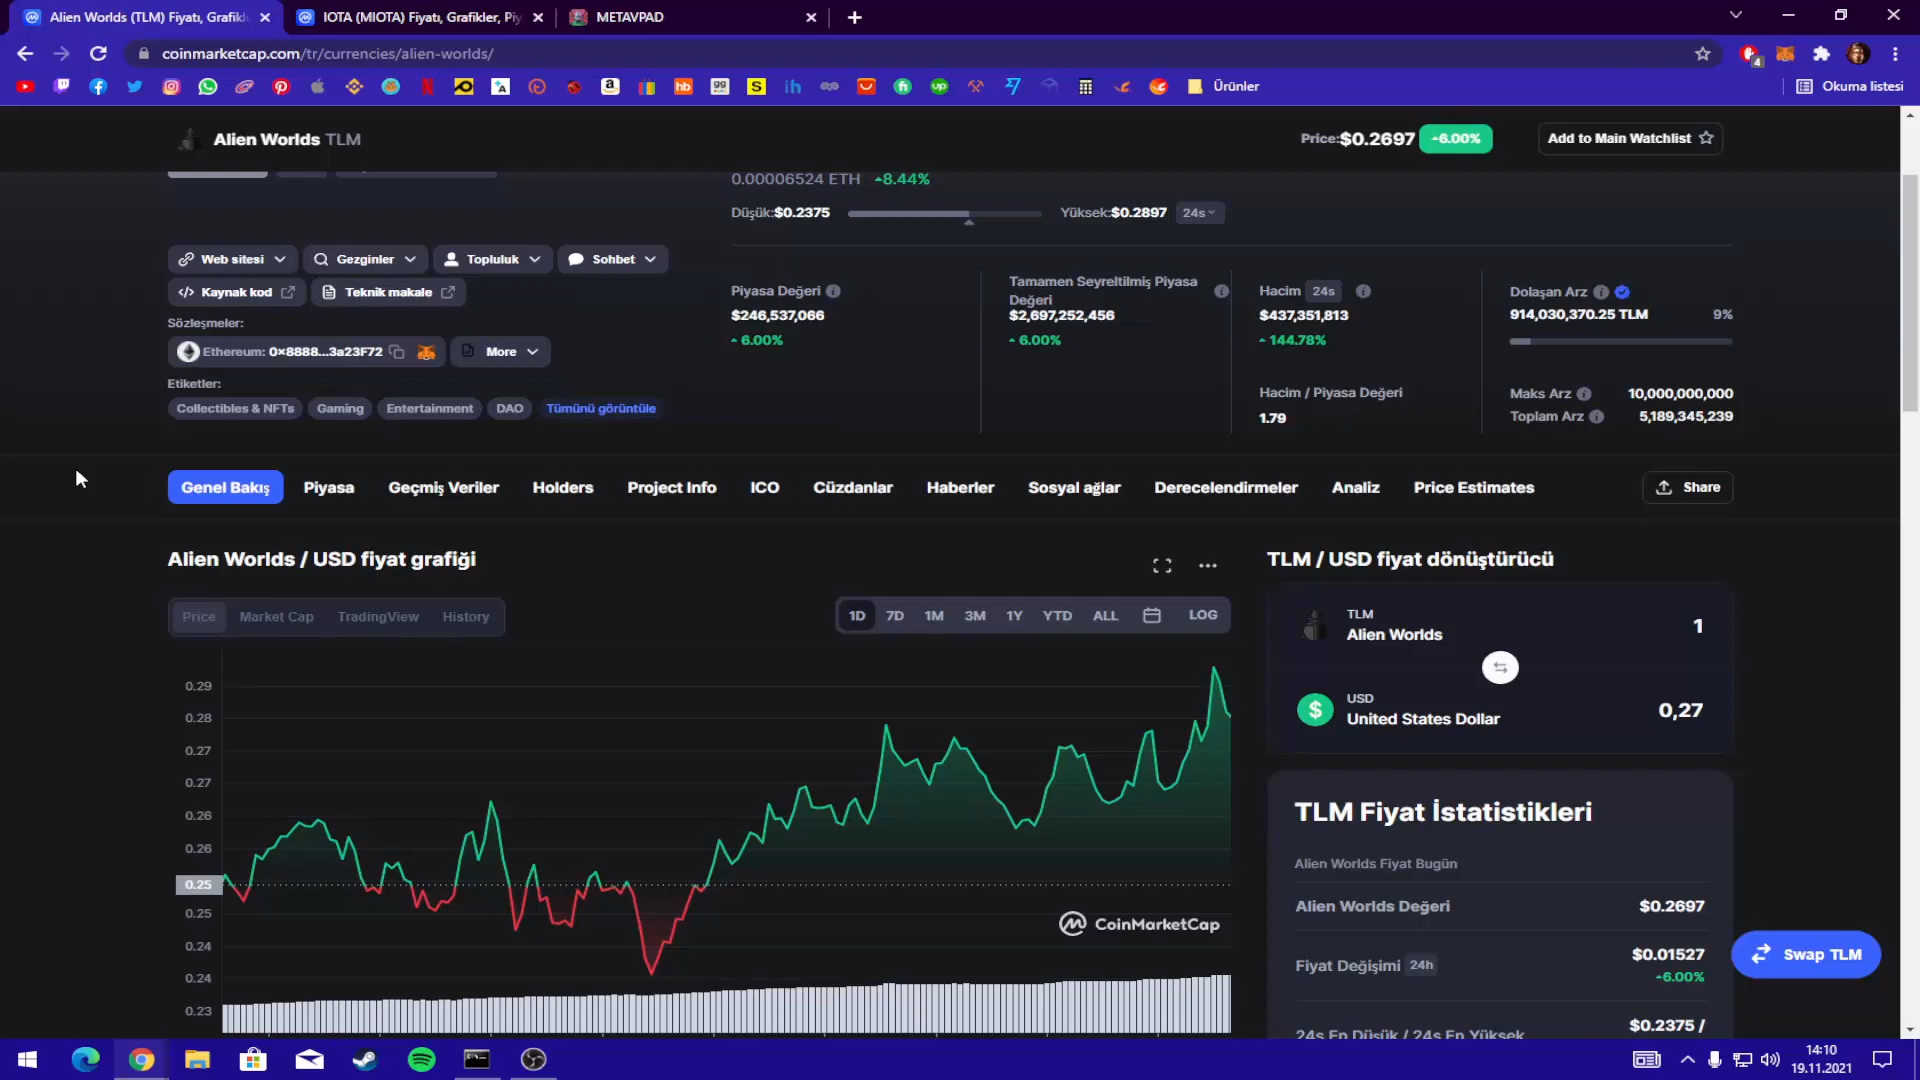 Alien Worlds (TLM) Fiyatı, Grafikl
IOTA (MIOTA) Fiyatı, Grafikler, Piy
METAVPAD
coinmarketcap.com/tr/currencies/alien-worlds/
4
Ürünler
Okuma listesi
Alien Worlds TLM
Price:$0.2697
6.00%
Add to Main Watchlist
0.00006524 ETH
8.44%
Düşük:$0.2375
Yüksek:$0.2897
24s
Web sitesi
Gezginler
Topluluk
Sohbet
Kaynak kod
Teknik makale
Sözleşmeler:
Ethereum: 0x8888...3a23F72
More
Etiketler:
Collectibles & NFTs
Gaming
Entertainment
DAO
Tümünü görüntüle
Piyasa Değeri
$246,537,066
6.00%
Tamamen Seyreltilmiş Piyasa
Değeri
$2,697,252,456
6.00%
Hacim 24s
$437,351,813
144.78%
Hacim / Piyasa Değeri
1.79
Dolaşan Arz
914,030,370.25 TLM
9%
Maks Arz
10,000,000,000
Toplam Arz
5,189,345,239
Genel Bakış
Piyasa
Geçmiş Veriler
Holders
Project Info
ICO
Cüzdanlar
Haberler
Sosyal ağlar
Derecelendirmeler
Analiz
Price Estimates
Share
Alien Worlds / USD fiyat grafiği
Price
Market Cap
TradingView
History
1D
7D
1M
3M
1Y
YTD
ALL
LOG
0.29
0.28
0.27
0.27
0.26
0.26
0.25
0.25
0.24
0.24
0.23
CoinMarketCap
TLM / USD fiyat dönüştürücü
TLM
Alien Worlds
1
USD
United States Dollar
0,27
TLM Fiyat İstatistikleri
Alien Worlds Fiyat Bugün
Alien Worlds Değeri
$0.2697
Fiyat Değişimi 24h
$0.01527
6.00%
24s En Düşük / 24s En Yüksek
$0.2375 /
Swap TLM
14:10
19.11.2021